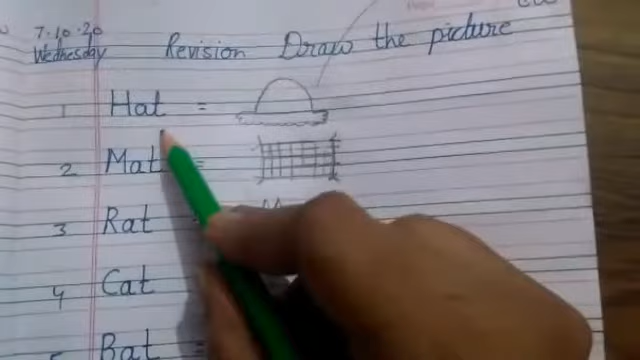 7.10.20
Wednesday Revision Draw the picture
1 Hat =
2 Mat =
3 Rat
4 Cat
5 Bat =